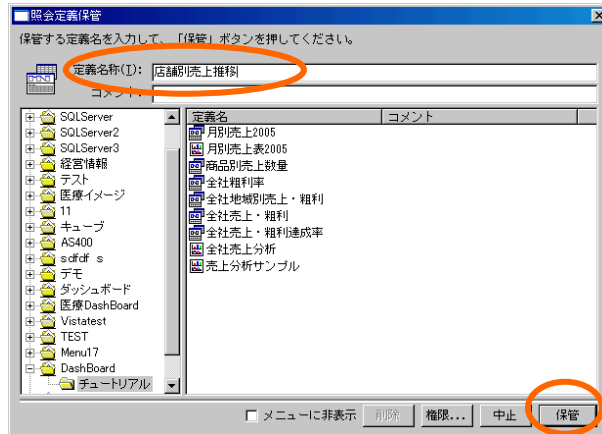 照会定義保管
保管する定義名を入力して、「保管」ボタンを押してください。
定義名称(I): 店舗別売上推移
コメント:
定義名 コメント
SQLServer
SQLServer2
SQLServer3
経営情報
テスト
医療イメージ
11
キューブ
AS400
sdfdf s
デモ
ダッシュボード
医療DashBoard
Vistatest
TEST
Menu17
DashBoard
チュートリアル
月別売上2005
月別売上表2005
商品別売上数量
全社粗利率
全社地域別売上・粗利
全社売上・粗利
全社売上・粗利達成率
全社売上分析
売上分析サンプル
メニューに非表示 削除 権限... 中止 保管